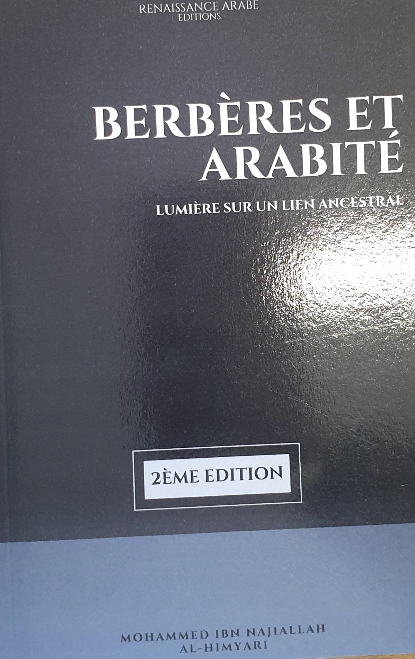 RENAISSANCE ARABE
EDITIONS
BERBÈRES ET
ARABITÉ
LUMIÈRE SUR UN LIEN ANCESTRAL
2ÈME EDITION
MOHAMMED IBN NAJIALLAH
AL-HIMYARI